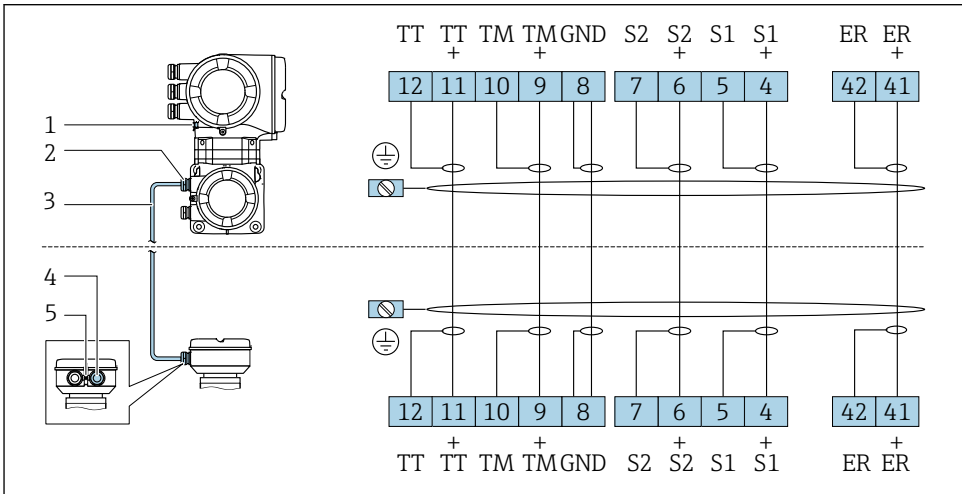 TT TT TM TM GND S2 S2 S1 S1 ER ER
+ + + + +
12 11 10 9 8 7 6 5 4 42 41
1
2
3
4
5
12 11 10 9 8 7 6 5 4 42 41
+ + + + +
TT TT TM TM GND S2 S2 S1 S1 ER ER